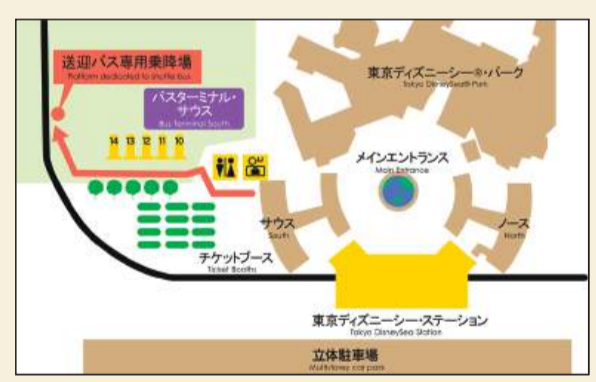 送迎バス専用乗降場
Platform dedicated to shuttle bus
バスターミナル・
サウス
Bus Terminal South
14 13 12 11 10
東京ディズニーシー®・パーク
Tokyo DisneySea® Park
メインエントランス
Main Entrance
サウス
South
ノース
North
チケットブース
Ticket Booths
東京ディズニーシー・ステーション
Tokyo DisneySea Station
立体駐車場
Multistorey car park